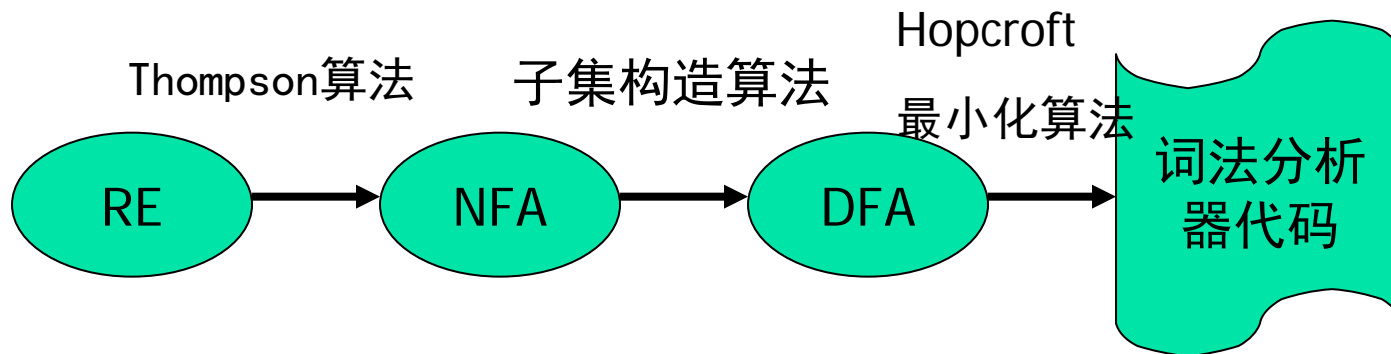 Hopcroft
Thompson算法
子集构造算法
最小化算法
RE
NFA
DFA
词法分析
器代码